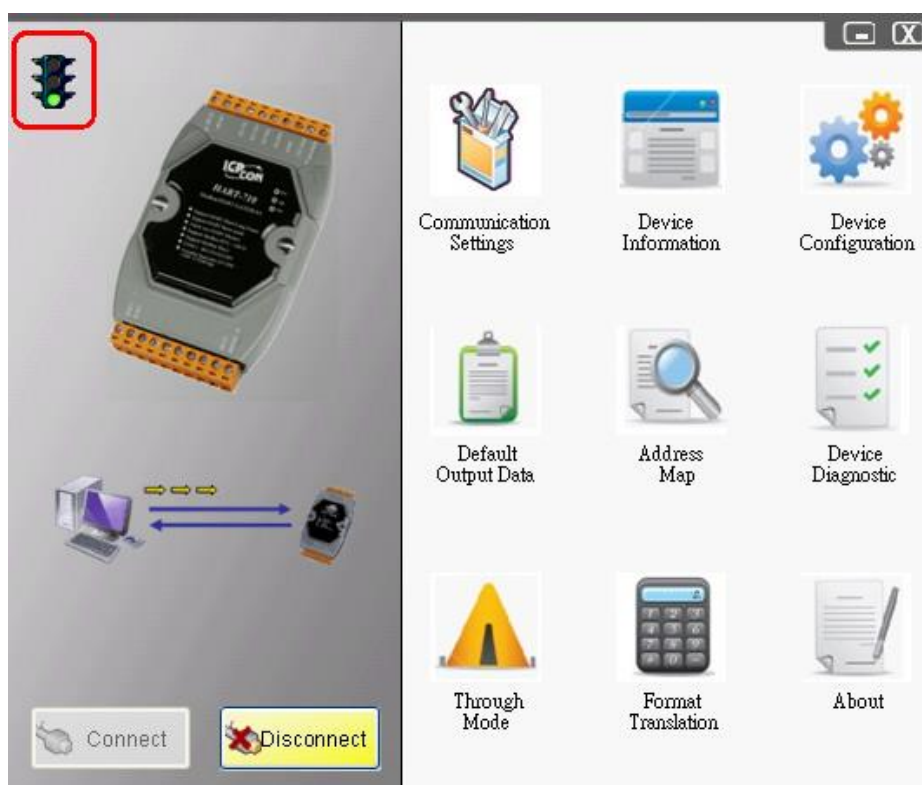 ICP
CON
HART-710
Communication
Settings
Device
Information
Device
Configuration
Default
Output Data
Address
Map
Device
Diagnostic
Through
Mode
Format
Translation
About
Connect
Disconnect